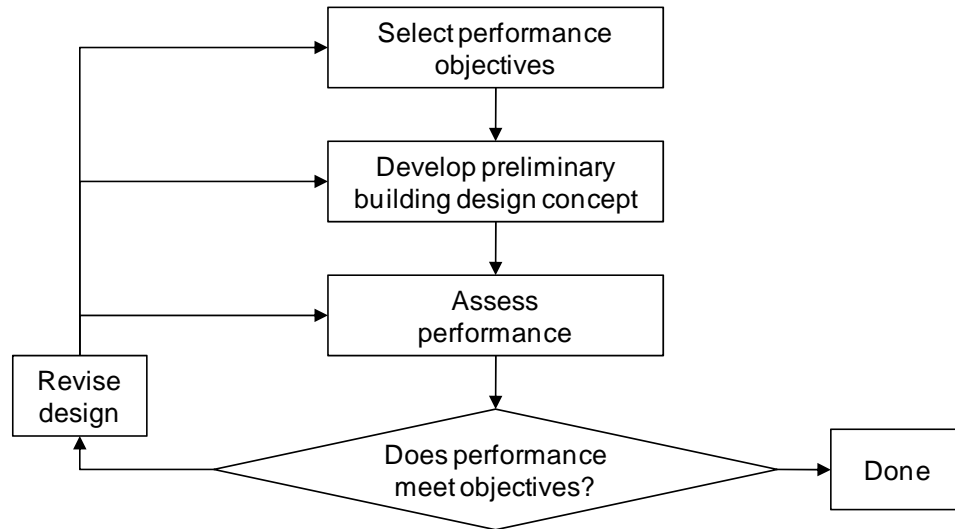 Select performance
objectives
Develop preliminary
building design concept
Assess
performance
Revise
design
Does performance
meet objectives?
Done